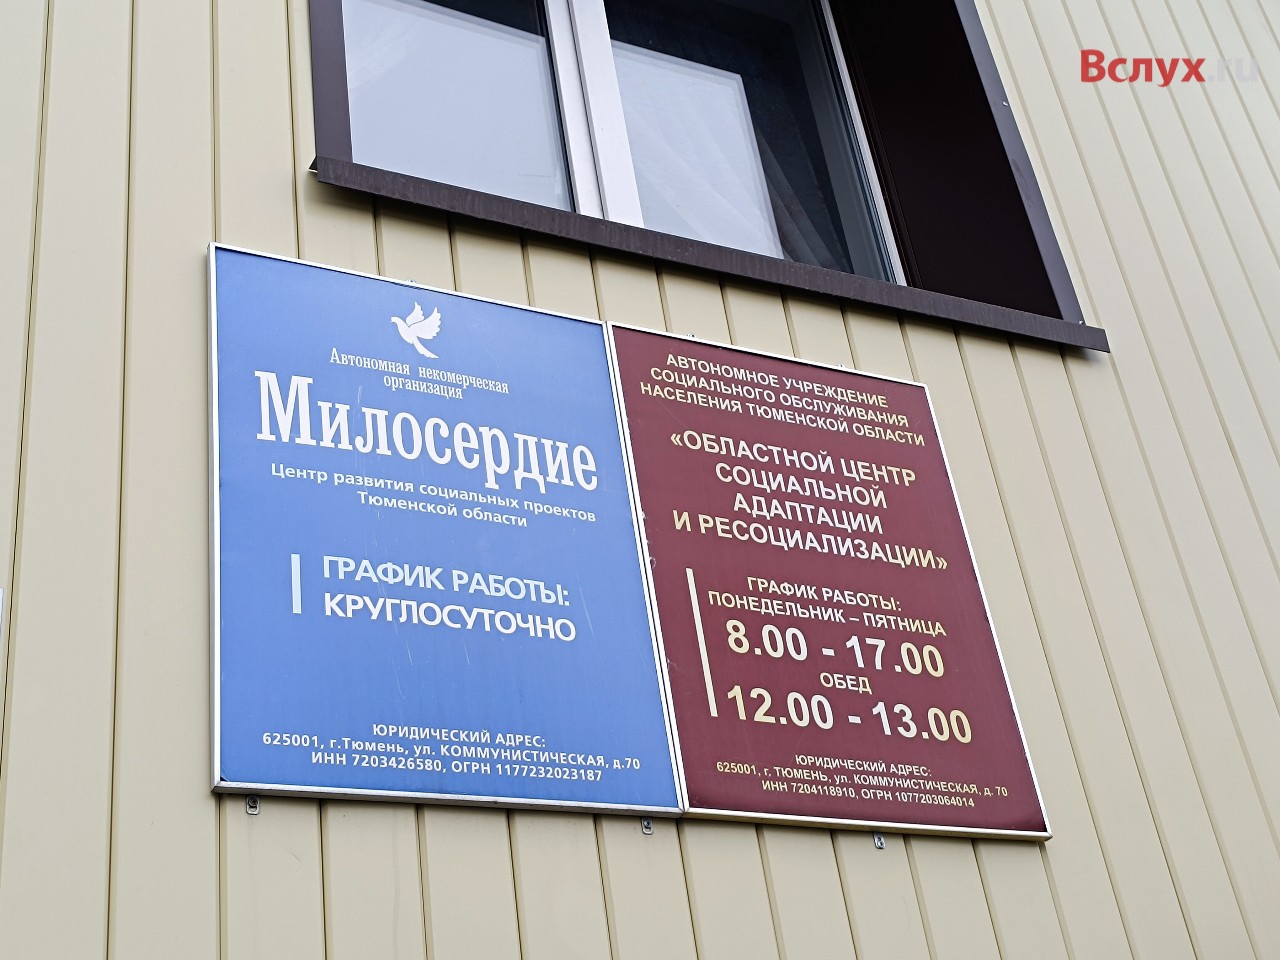 Вслух.ru
Автономная некомерческая
организация
Милосердие
Центр развития социальных проектов
Тюменской области
ГРАФИК РАБОТЫ:
КРУГЛОСУТОЧНО
ЮРИДИЧЕСКИЙ АДРЕС:
625001, г.Тюмень, ул. КОММУНИСТИЧЕСКАЯ, д.70
ИНН 7203426580, ОГРН 1177232023187
АВТОНОМНОЕ УЧРЕЖДЕНИЕ
СОЦИАЛЬНОГО ОБСЛУЖИВАНИЯ
НАСЕЛЕНИЯ ТЮМЕНСКОЙ ОБЛАСТИ
«ОБЛАСТНОЙ ЦЕНТР
СОЦИАЛЬНОЙ
АДАПТАЦИИ
И РЕСОЦИАЛИЗАЦИИ»
ГРАФИК РАБОТЫ:
ПОНЕДЕЛЬНИК – ПЯТНИЦА
8.00 - 17.00
ОБЕД
12.00 - 13.00
ЮРИДИЧЕСКИЙ АДРЕС:
625001, г. ТЮМЕНЬ, ул. КОММУНИСТИЧЕСКАЯ, д. 70
ИНН 7204118910, ОГРН 1077203064014